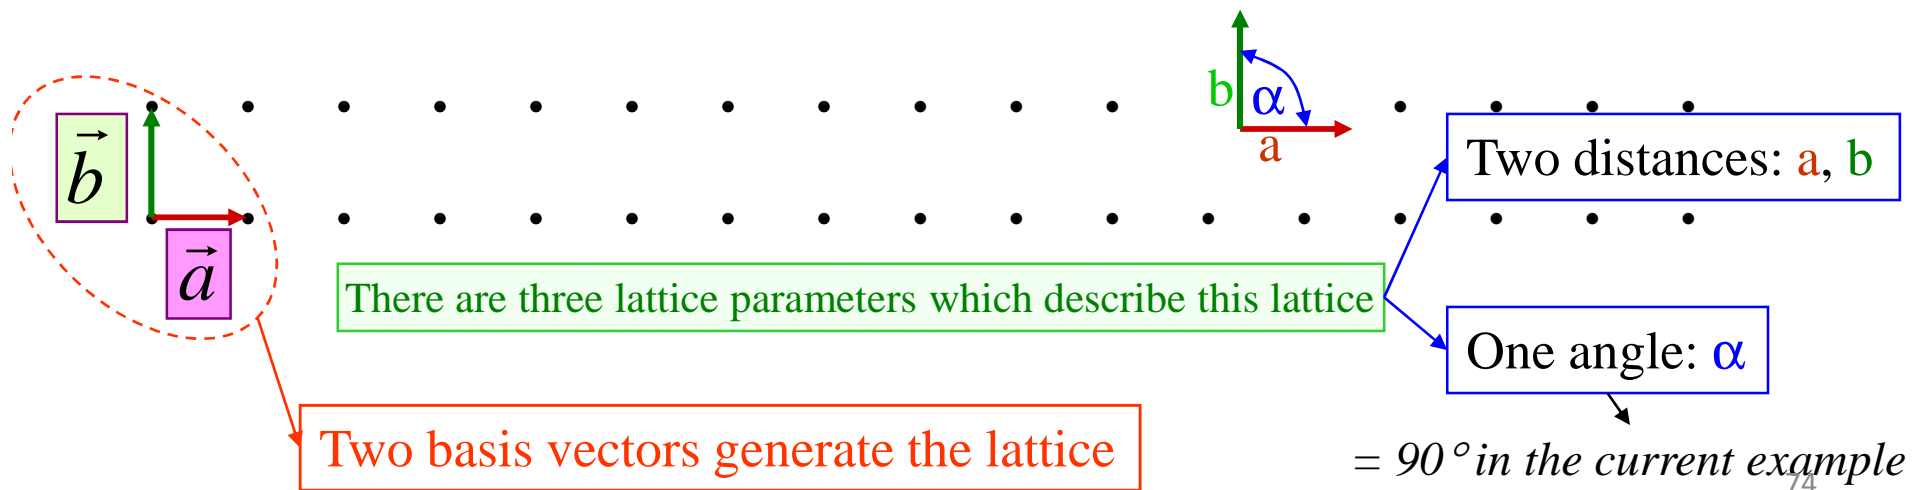 b
α
a
b
a
Two distances: a, b
There are three lattice parameters which describe this lattice
One angle: α
Two basis vectors generate the lattice
= 90° in the current example
74